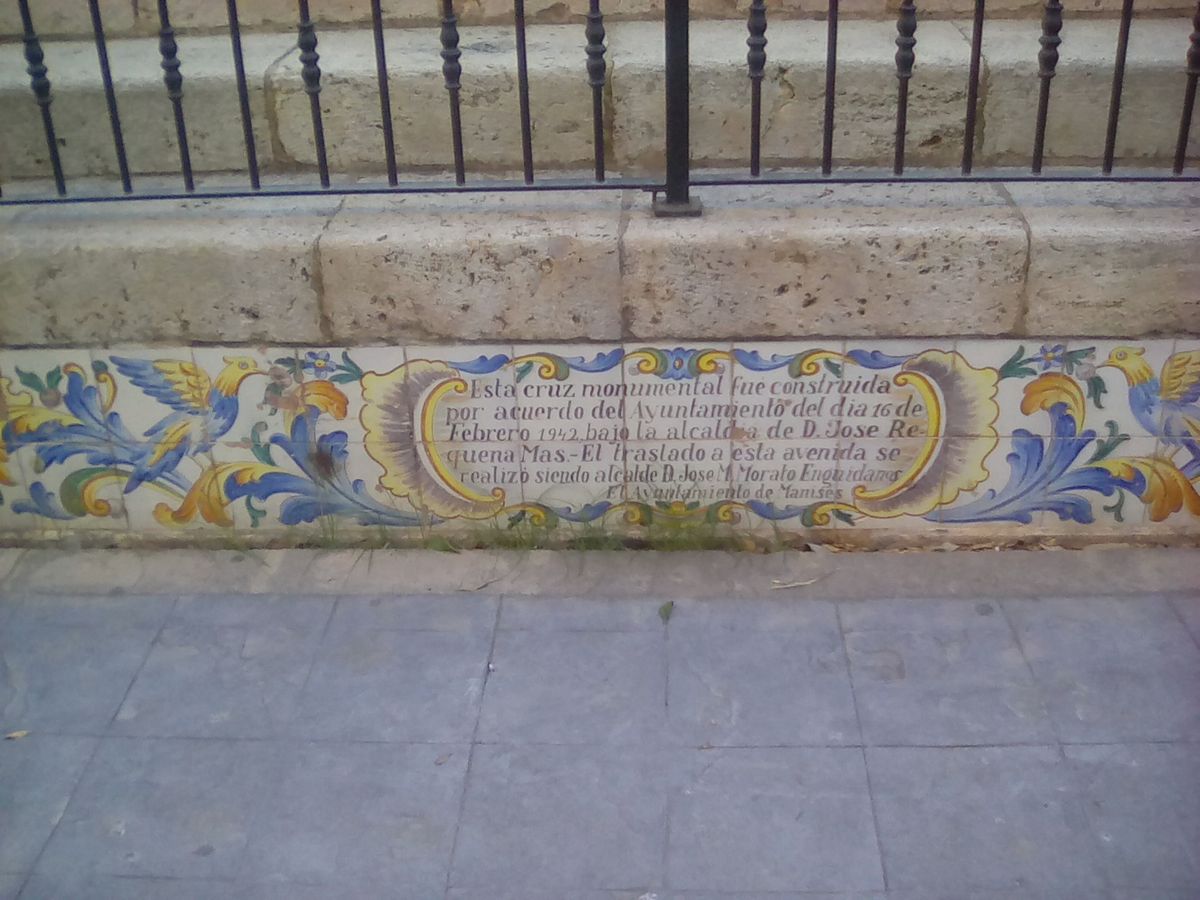 Esta cruz monumental fue construida
por acuerdo del Ayuntamiento del dia 16 de
Febrero 1942, bajo la alcaldia de D. Jose Re-
quena Mas.- El traslado a esta avenida se
realizó siendo alcalde D. Jose M. Morato Enguidanos
El Ayuntamiento de Manises